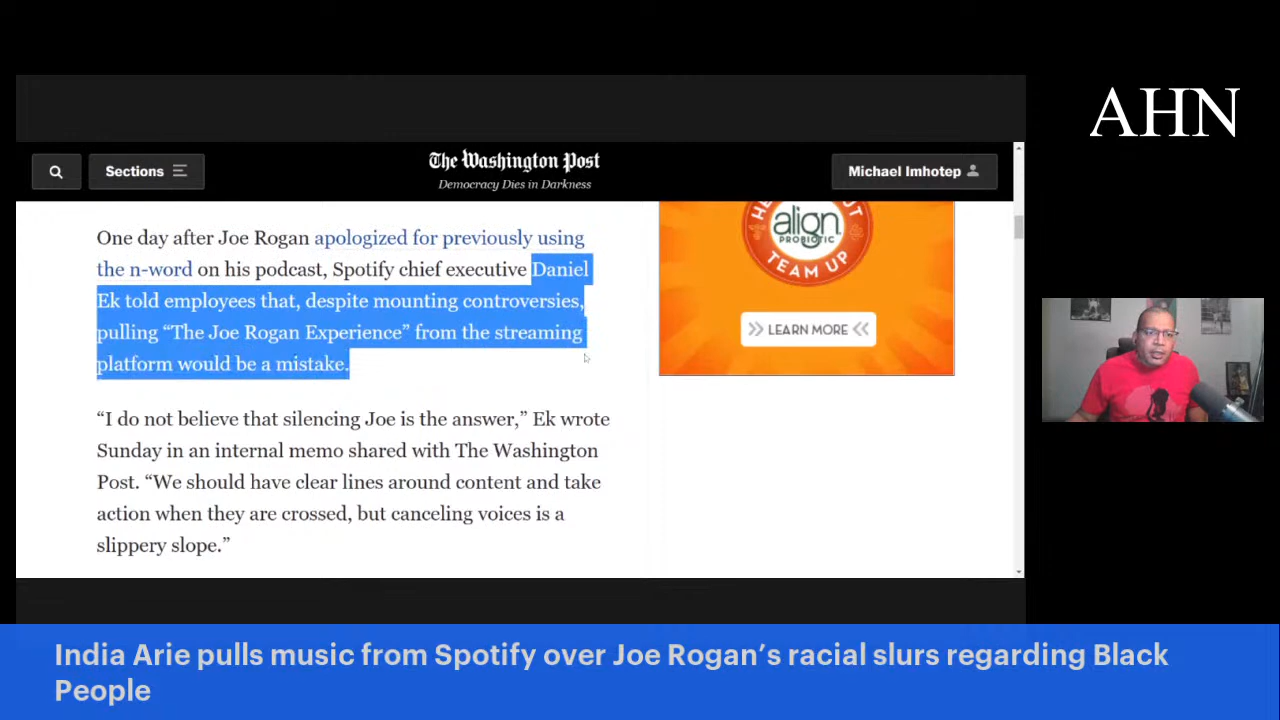 AHN
Sections
The Washington Post
Democracy Dies in Darkness
Michael Imhotep
One day after Joe Rogan apologized for previously using
the n-word on his podcast, Spotify chief executive Daniel
Ek told employees that, despite mounting controversies,
pulling “The Joe Rogan Experience” from the streaming
platform would be a mistake.
“I do not believe that silencing Joe is the answer,” Ek wrote
Sunday in an internal memo shared with The Washington
Post. “We should have clear lines around content and take
action when they are crossed, but canceling voices is a
slippery slope.”
align
PROBIOTIC
TEAM UP
LEARN MORE
India Arie pulls music from Spotify over Joe Rogan’s racial slurs regarding Black
People